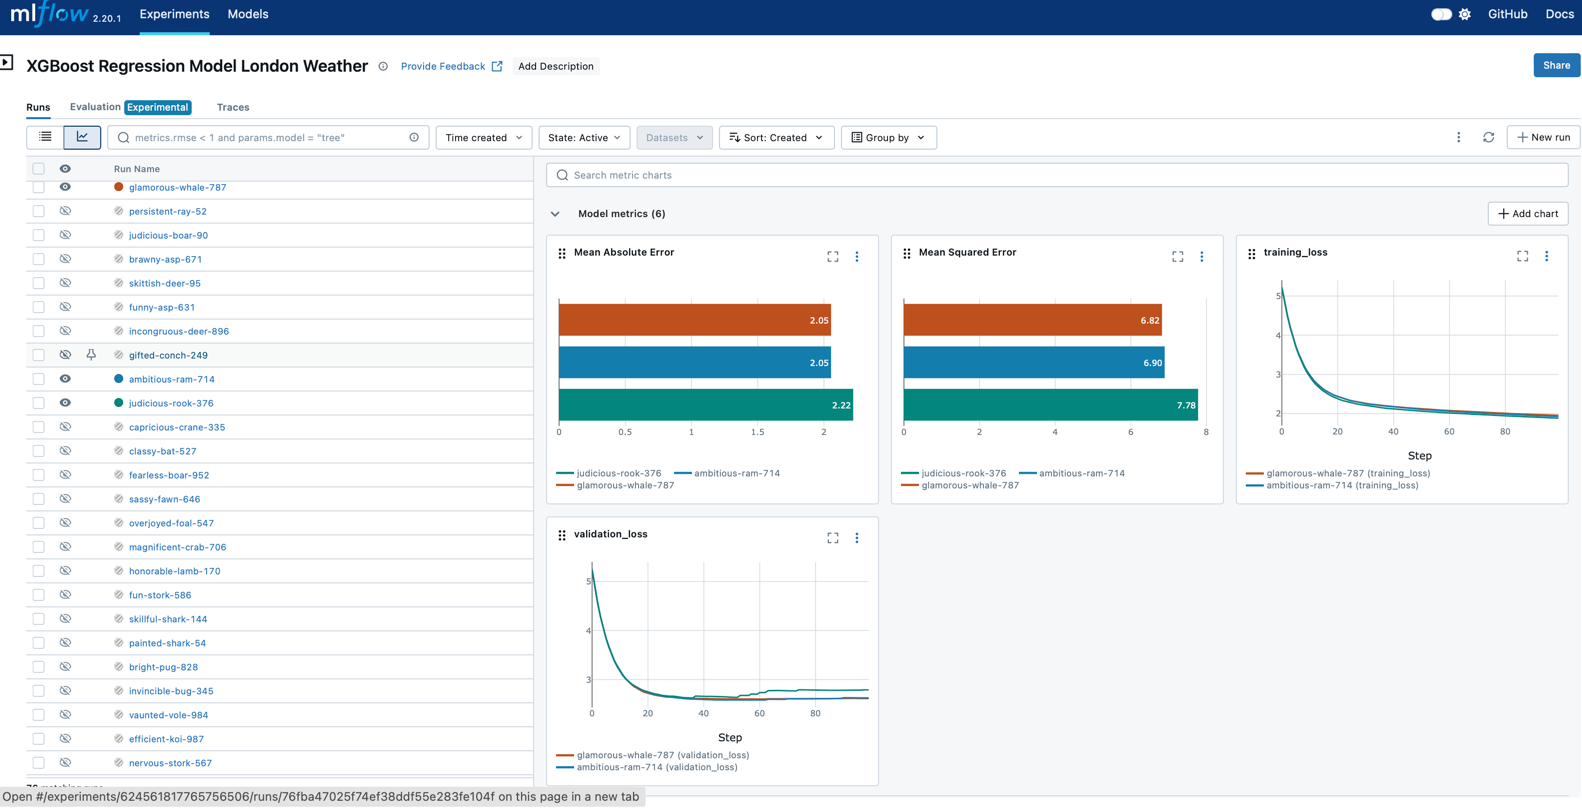 mlflow 2.20.1 Experiments Models GitHub Docs
XGBoost Regression Model London Weather Provide Feedback Add Description Share
Runs Evaluation Experimental Traces
metrics.rmse < 1 and params.model = "tree" Time created State: Active Datasets Sort: Created Group by New run
Run Name
glamorous-whale-787
persistent-ray-52
judicious-boar-90
brawny-asp-671
skittish-deer-95
funny-asp-631
incongruous-deer-896
gifted-conch-249
ambitious-ram-714
judicious-rook-376
capricious-crane-335
classy-bat-527
fearless-boar-952
sassy-fawn-646
overjoyed-foal-547
magnificent-crab-706
honorable-lamb-170
fun-stork-586
skillful-shark-144
painted-shark-54
bright-pug-828
invincible-bug-345
vaunted-vole-984
efficient-koi-987
nervous-stork-567
Open #/experiments/624561817765756506/runs/76fba47025f74ef38ddf55e283fe104f on this page in a new tab
Search metric charts
Model metrics (6) Add chart
Mean Absolute Error
2.05
2.05
2.22
0 0.5 1 1.5 2
judicious-rook-376 ambitious-ram-714
glamorous-whale-787
Mean Squared Error
6.82
6.90
7.78
0 2 4 6 8
judicious-rook-376 ambitious-ram-714
glamorous-whale-787
training_loss
5
4
3
2
0 20 40 60 80
Step
glamorous-whale-787 (training_loss)
ambitious-ram-714 (training_loss)
validation_loss
5
4
3
0 20 40 60 80
Step
glamorous-whale-787 (validation_loss)
ambitious-ram-714 (validation_loss)